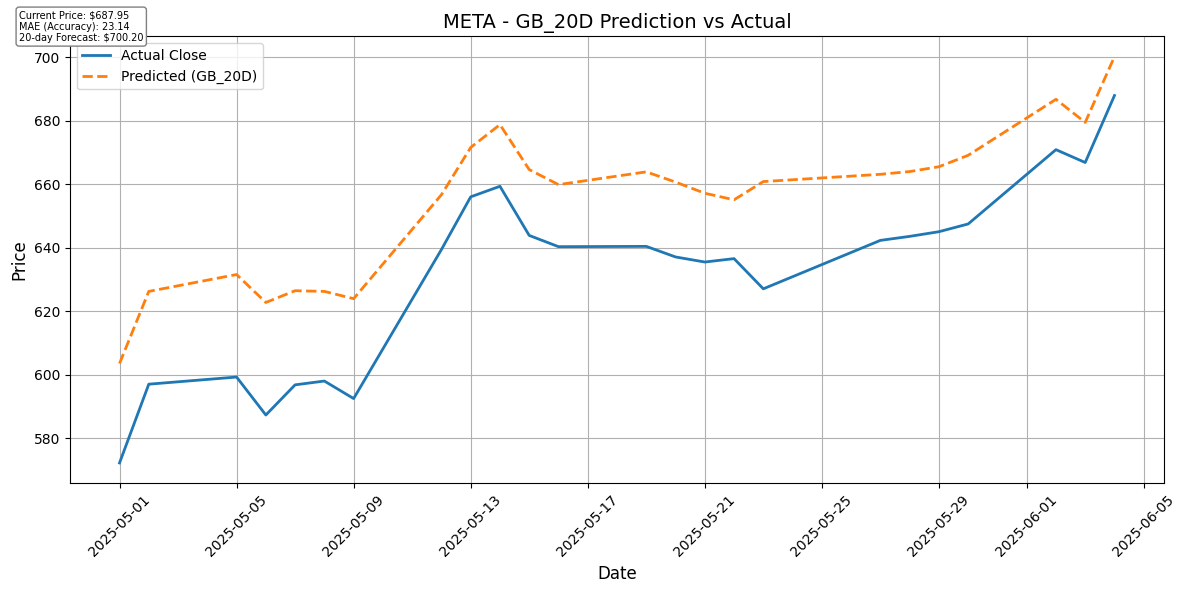 META - GB_20D Prediction vs Actual
Current Price: $687.95
MAE (Accuracy): 23.14
20-day Forecast: $700.20
Actual Close
Predicted (GB_20D)
Price
700
680
660
640
620
600
580
2025-05-01
2025-05-05
2025-05-09
2025-05-13
2025-05-17
2025-05-21
2025-05-25
2025-05-29
2025-06-01
2025-06-05
Date